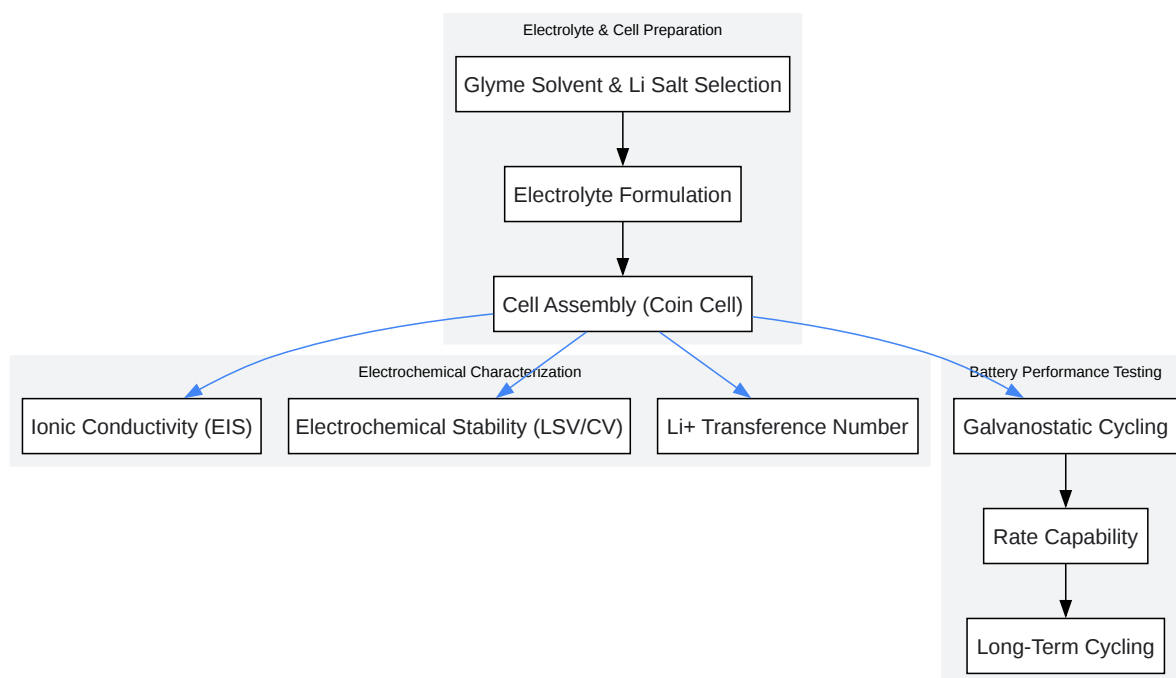 Electrolyte & Cell Preparation
Glyme Solvent & Li Salt Selection
Electrolyte Formulation
Cell Assembly (Coin Cell)
Electrochemical Characterization
Ionic Conductivity (EIS)
Electrochemical Stability (LSV/CV)
Li+ Transference Number
Battery Performance Testing
Galvanostatic Cycling
Rate Capability
Long-Term Cycling